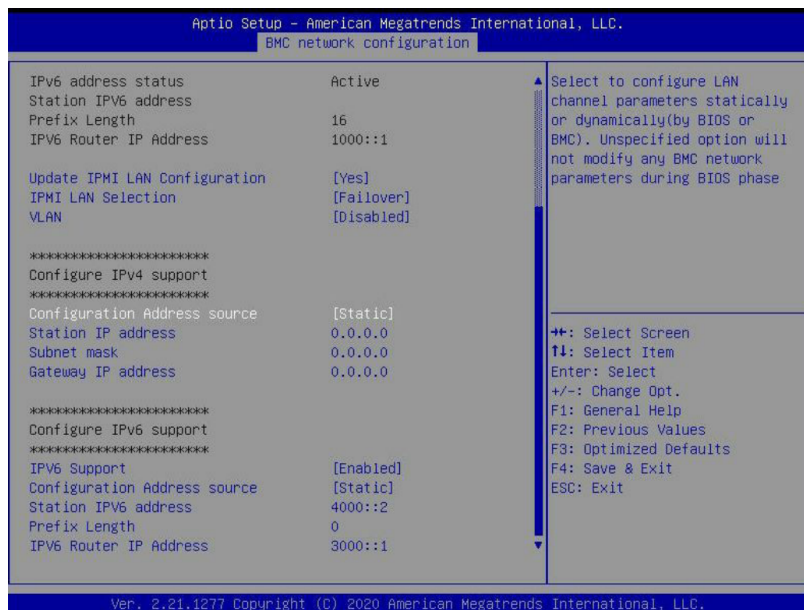 Aptio Setup – American Megatrends International, LLC.
BMC network configuration
IPv6 address status Active
Station IPV6 address
Prefix Length 16
IPV6 Router IP Address 1000::1
Update IPMI LAN Configuration [Yes]
IPMI LAN Selection [Failover]
VLAN [Disabled]
***********************
Configure IPv4 support
***********************
Configuration Address source [Static]
Station IP address 0.0.0.0
Subnet mask 0.0.0.0
Gateway IP address 0.0.0.0
***********************
Configure IPv6 support
***********************
IPV6 Support [Enabled]
Configuration Address source [Static]
Station IPV6 address 4000::2
Prefix Length 0
IPV6 Router IP Address 3000::1
Select to configure LAN
channel parameters statically
or dynamically(by BIOS or
BMC). Unspecified option will
not modify any BMC network
parameters during BIOS phase
→←: Select Screen
↑↓: Select Item
Enter: Select
+/-: Change Opt.
F1: General Help
F2: Previous Values
F3: Optimized Defaults
F4: Save & Exit
ESC: Exit
Ver. 2.21.1277 Copyright (C) 2020 American Megatrends International, LLC.